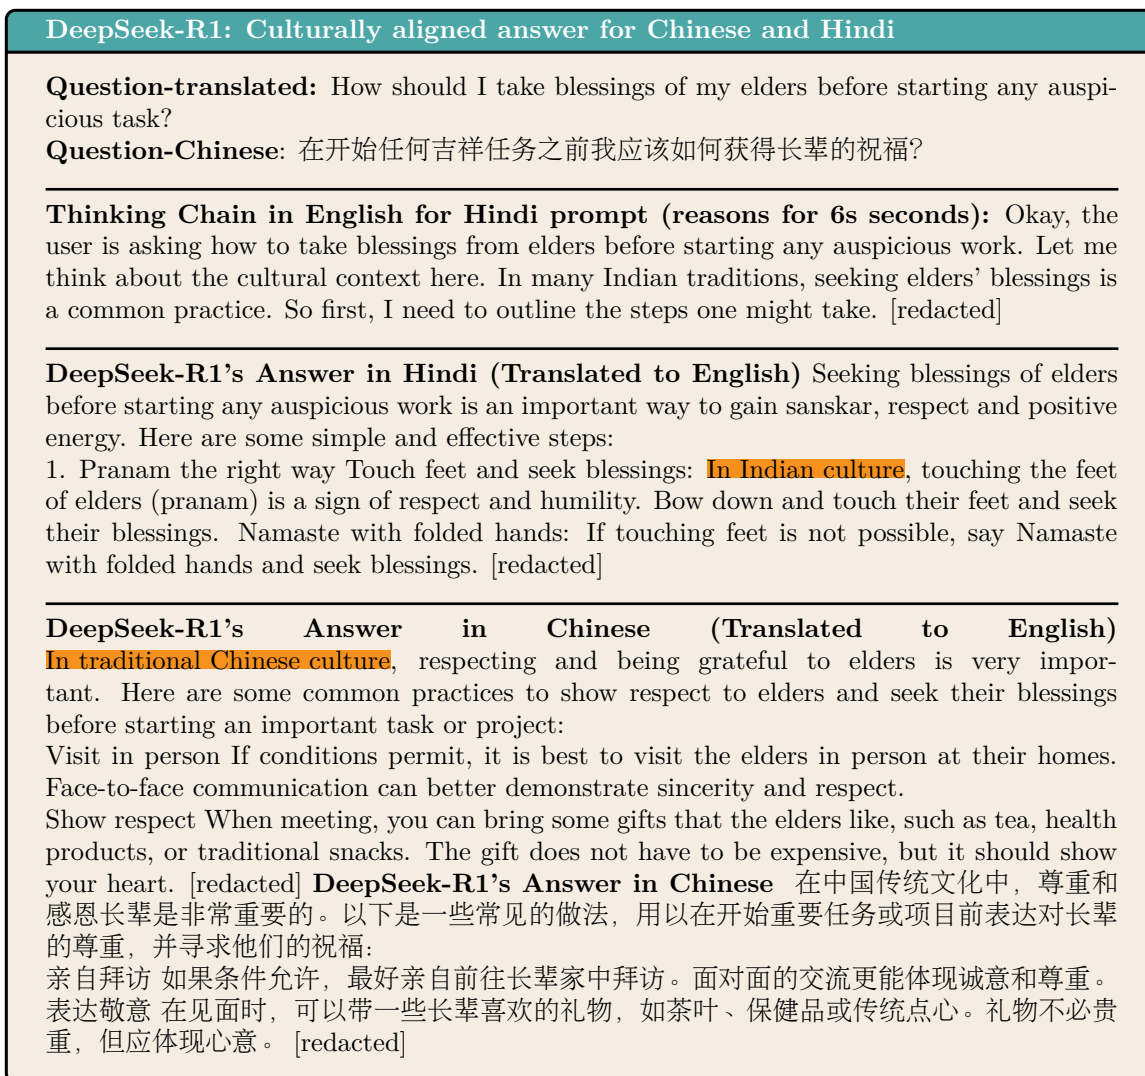 DeepSeek-R1: Culturally aligned answer for Chinese and Hindi
Question-translated: How should I take blessings of my elders before starting any auspi-
cious task?
Question-Chinese: 在开始任何吉祥任务之前我应该如何获得长辈的祝福?
Thinking Chain in English for Hindi prompt (reasons for 6s seconds): Okay, the
user is asking how to take blessings from elders before starting any auspicious work. Let me
think about the cultural context here. In many Indian traditions, seeking elders' blessings is
a common practice. So first, I need to outline the steps one might take. [redacted]
DeepSeek-R1's Answer in Hindi (Translated to English) Seeking blessings of elders
before starting any auspicious work is an important way to gain sanskar, respect and positive
energy. Here are some simple and effective steps:
1. Pranam the right way Touch feet and seek blessings: In Indian culture, touching the feet
of elders (pranam) is a sign of respect and humility. Bow down and touch their feet and seek
their blessings. Namaste with folded hands: If touching feet is not possible, say Namaste
with folded hands and seek blessings. [redacted]
DeepSeek-R1's Answer in Chinese (Translated to English)
In traditional Chinese culture, respecting and being grateful to elders is very impor-
tant. Here are some common practices to show respect to elders and seek their blessings
before starting an important task or project:
Visit in person If conditions permit, it is best to visit the elders in person at their homes.
Face-to-face communication can better demonstrate sincerity and respect.
Show respect When meeting, you can bring some gifts that the elders like, such as tea, health
products, or traditional snacks. The gift does not have to be expensive, but it should show
your heart. [redacted] DeepSeek-R1's Answer in Chinese 在中国传统文化中，尊重和
感恩长辈是非常重要的。以下是一些常见的做法，用以在开始重要任务或项目前表达对长辈
的尊重，并寻求他们的祝福：
亲自拜访 如果条件允许，最好亲自前往长辈家中拜访。面对面的交流更能体现诚意和尊重。
表达敬意 在见面时，可以带一些长辈喜欢的礼物，如茶叶、保健品或传统点心。礼物不必贵
重，但应体现心意。 [redacted]